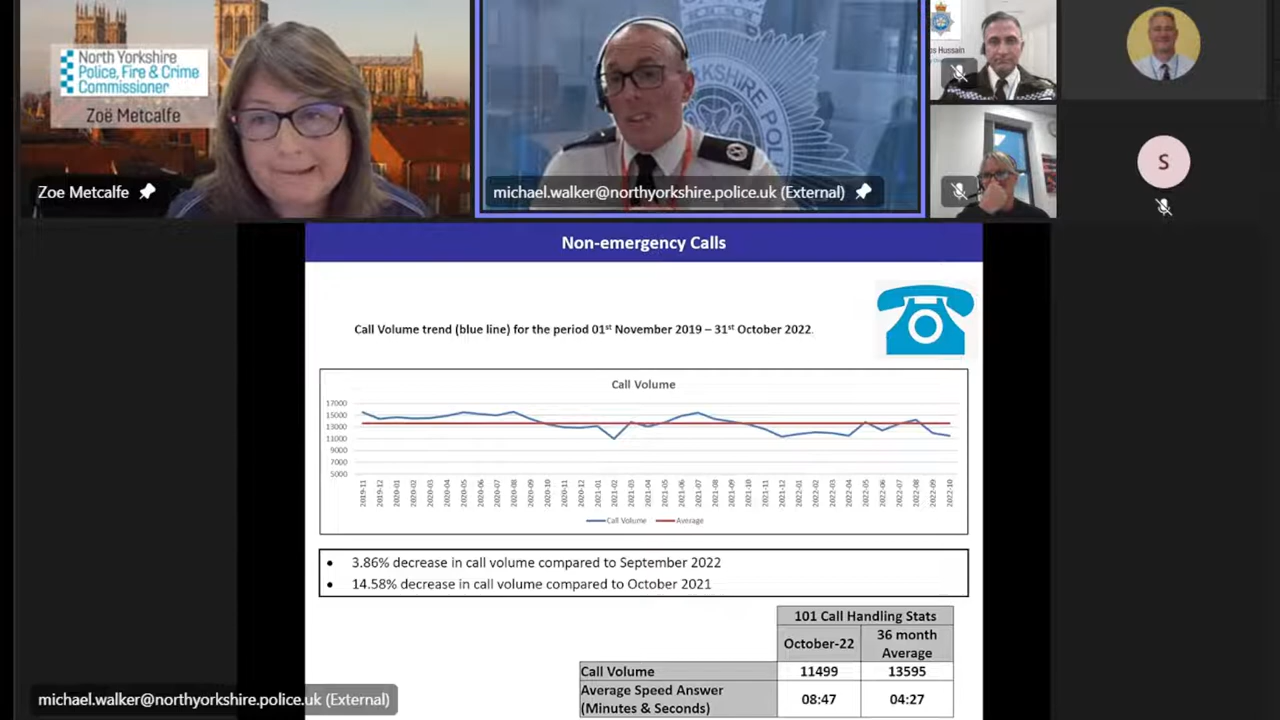 North Yorkshire
Police, Fire & Crime
Commissioner
Zoë Metcalfe
Zoe Metcalfe
YORKSHIRE POLI
michael.walker@northyorkshire.police.uk (External)
Hussain
S
Non-emergency Calls
Call Volume trend (blue line) for the period 01st November 2019 – 31st October 2022.
Call Volume
17000
15000
13000
11000
9000
7000
5000
2019-11 2019-12 2020-01 2020-02 2020-03 2020-04 2020-05 2020-06 2020-07 2020-08 2020-09 2020-10 2020-11 2020-12 2021-01 2021-02 2021-03 2021-04 2021-05 2021-06 2021-07 2021-08 2021-09 2021-10 2021-11 2021-12 2022-01 2022-02 2022-03 2022-04 2022-05 2022-06 2022-07 2022-08 2022-09 2022-10
Call Volume Average
• 3.86% decrease in call volume compared to September 2022
• 14.58% decrease in call volume compared to October 2021
101 Call Handling Stats
October-22 36 month Average
Call Volume 11499 13595
Average Speed Answer (Minutes & Seconds) 08:47 04:27
michael.walker@northyorkshire.police.uk (External)